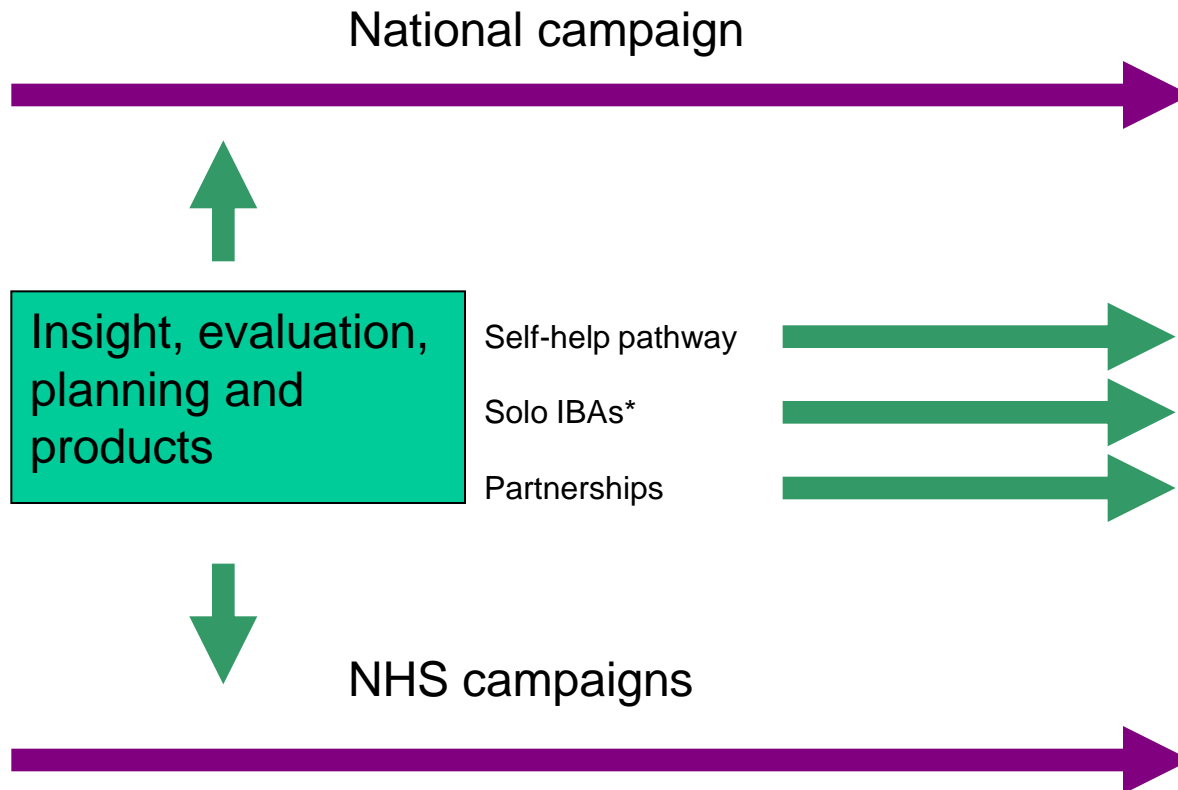 National campaign
Insight, evaluation,
planning and
products
Self-help pathway
Solo IBAs*
Partnerships
NHS campaigns